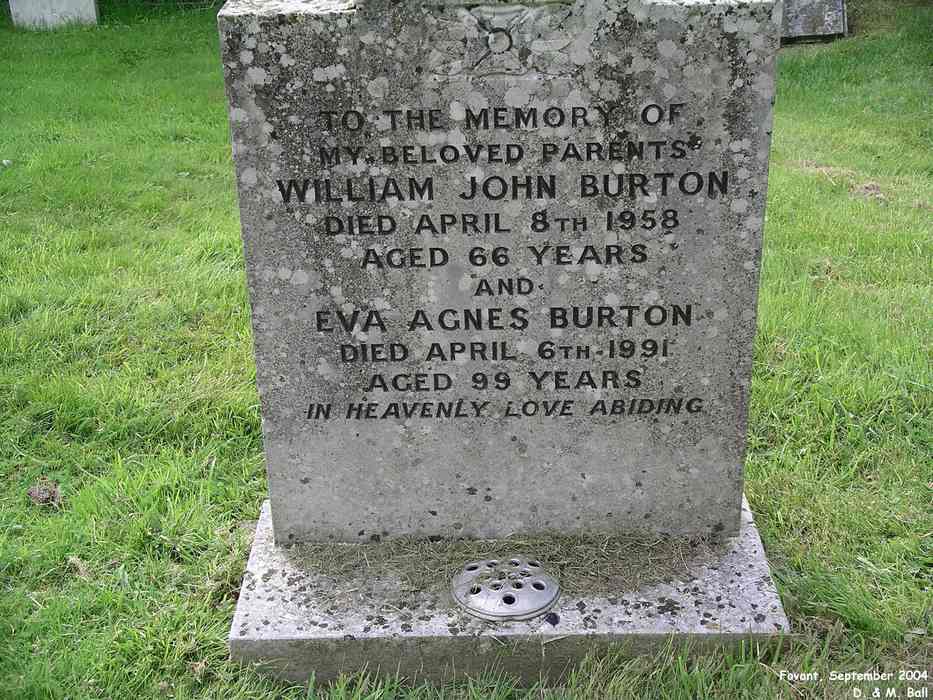 TO THE MEMORY OF
MY BELOVED PARENTS
WILLIAM JOHN BURTON
DIED APRIL 8TH 1958
AGED 66 YEARS
AND
EVA AGNES BURTON
DIED APRIL 6TH 1991
AGED 99 YEARS
IN HEAVENLY LOVE ABIDING
Fovant, September 2004
D. & M. Ball